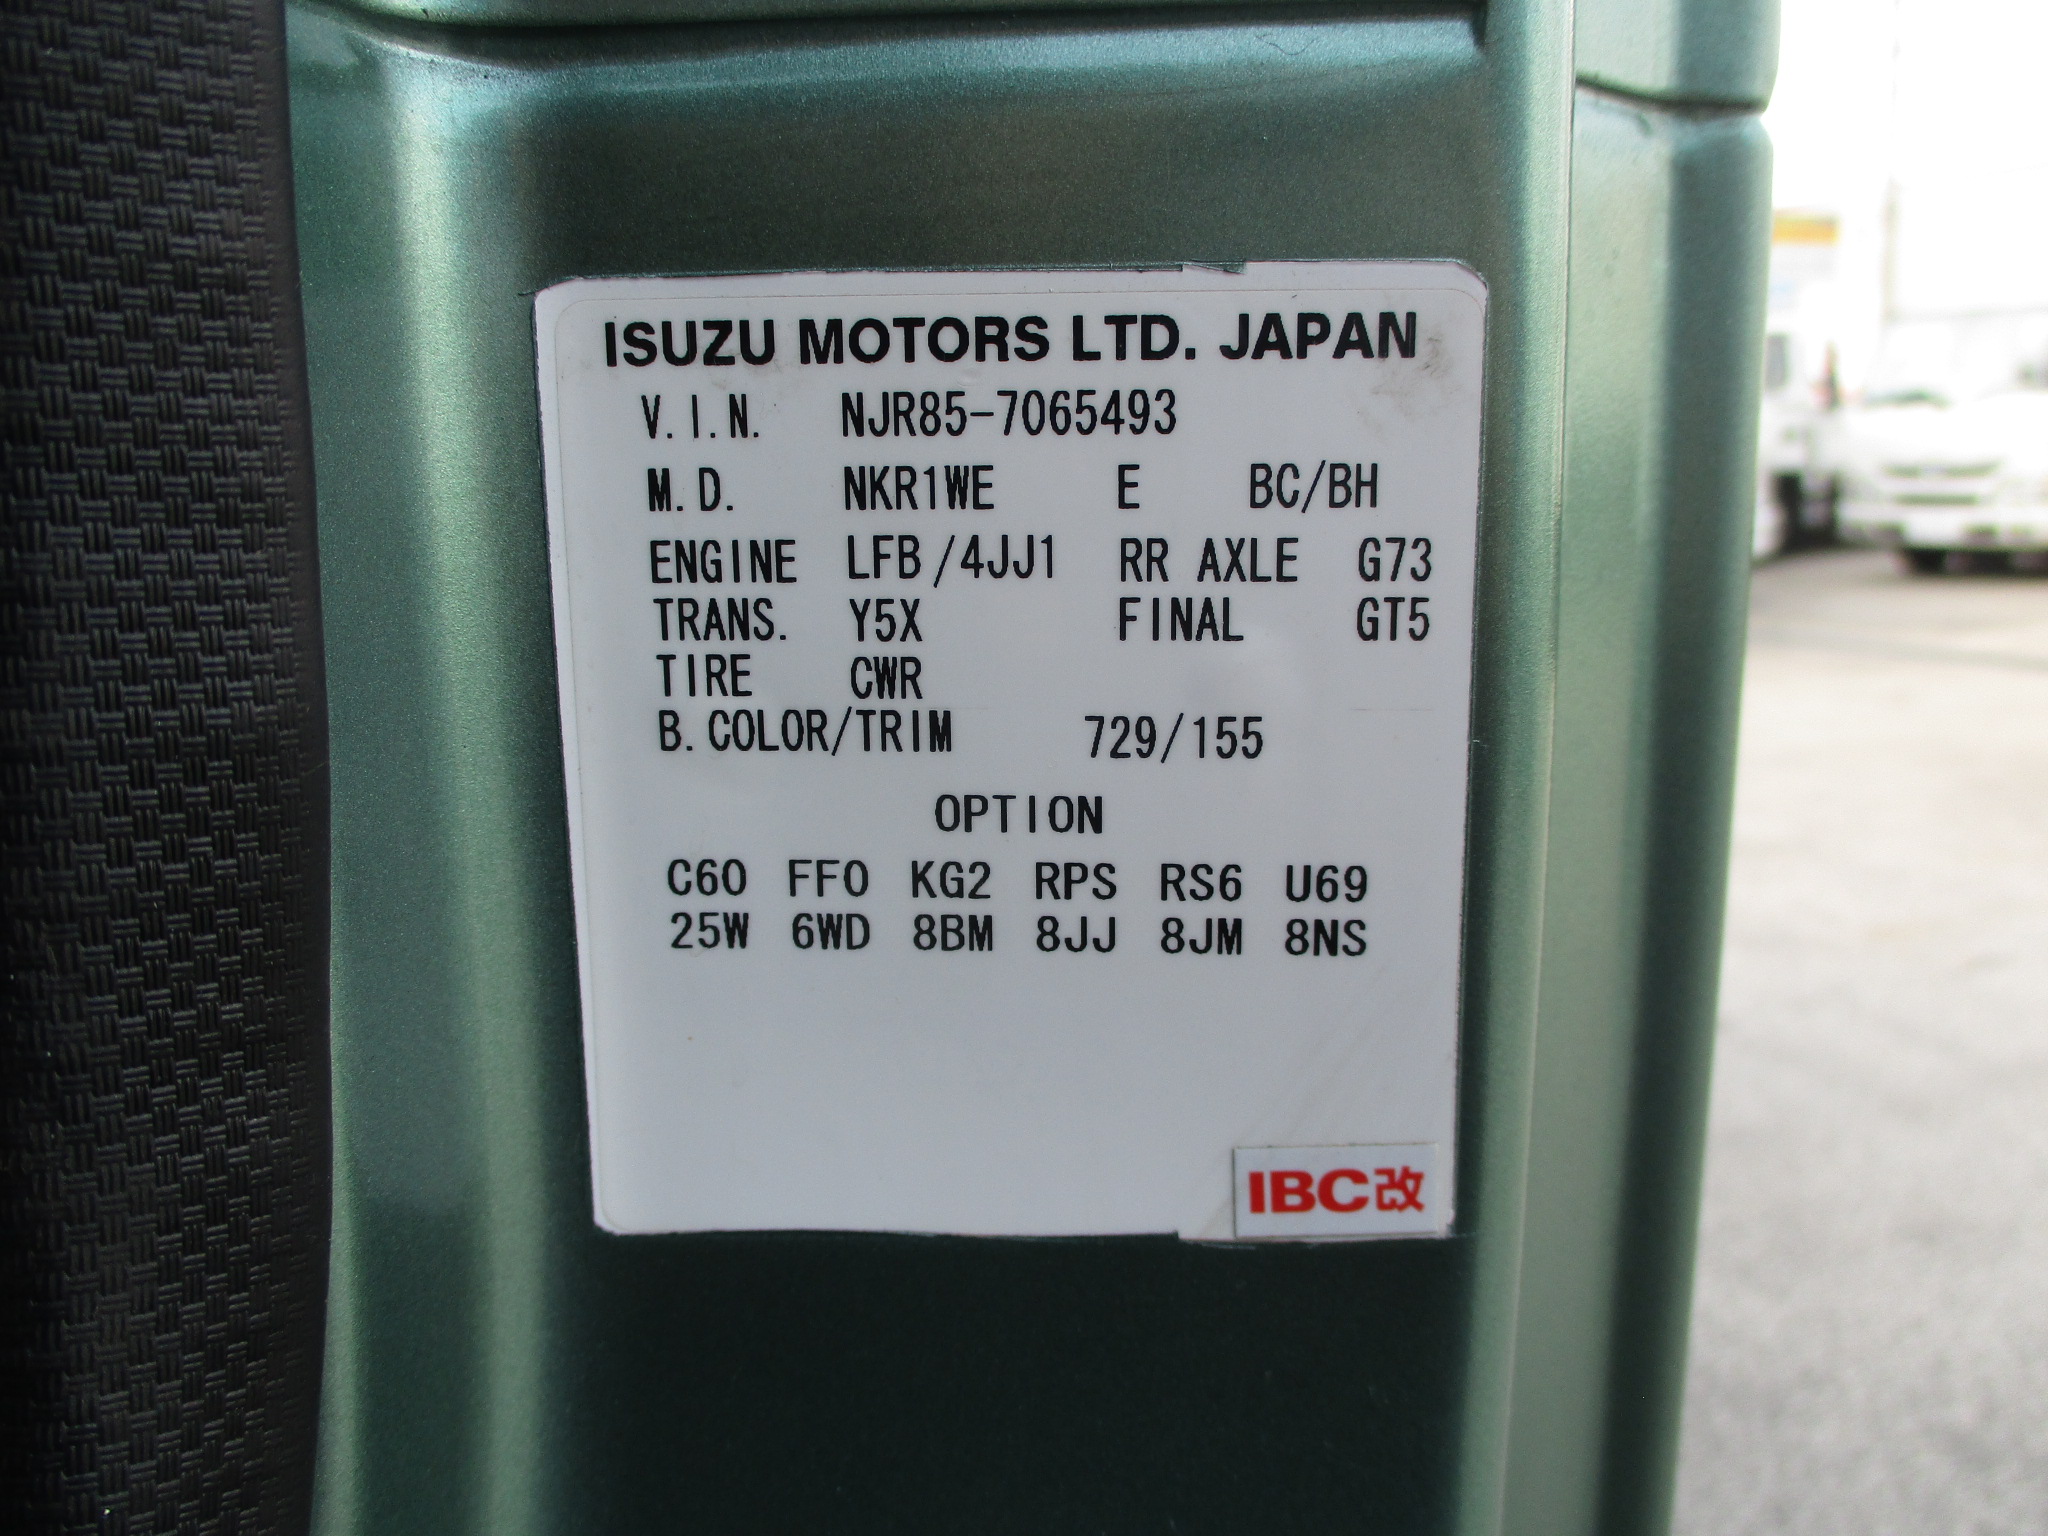 ISUZU MOTORS LTD. JAPAN
V.I.N. NJR85-7065493
M.D. NKR1WE E BC/BH
ENGINE LFB/4JJ1 RR AXLE G73
TRANS. Y5X FINAL GT5
TIRE CWR
B.COLOR/TRIM 729/155
OPTION
C60 FF0 KG2 RPS RS6 U69
25W 6WD 8BM 8JJ 8JM 8NS
IBC改